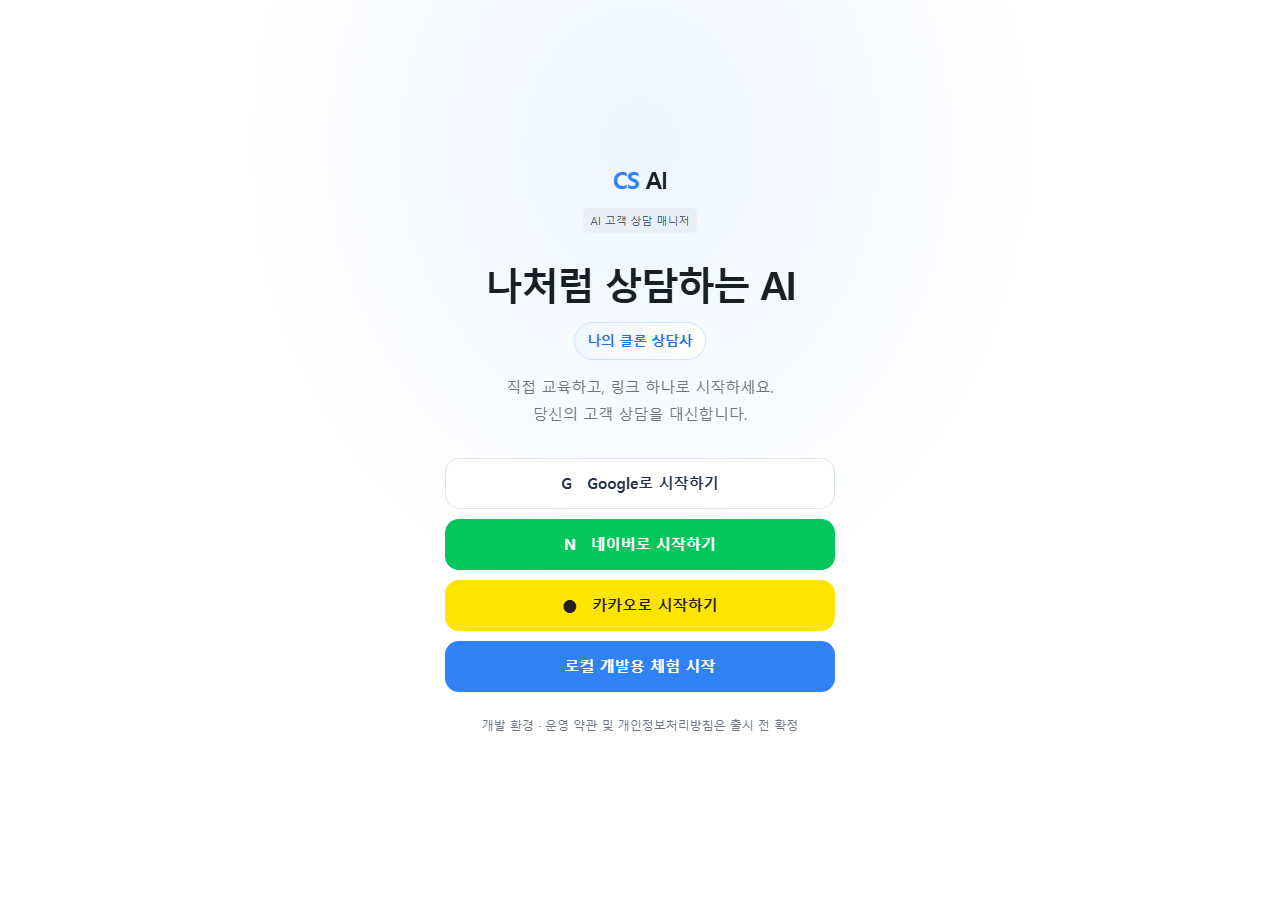 CS AI
AI 고객 상담 매니저
나처럼 상담하는 AI
나의 클론 상담사
직접 교육하고, 링크 하나로 시작하세요.
당신의 고객 상담을 대신합니다.
G Google로 시작하기
N 네이버로 시작하기
● 카카오로 시작하기
로컬 개발용 체험 시작
개발 환경 · 운영 약관 및 개인정보처리방침은 출시 전 확정